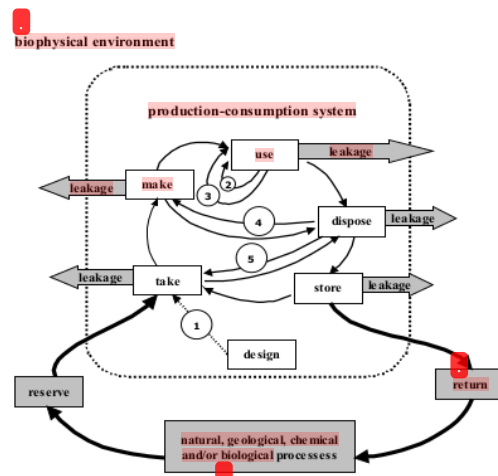 biophysical environment
production-consumption system
use
leakage
leakage
make
3
2
4
dispose
leakage
5
leakage
take
store
leakage
1
design
reserve
return
natural, geological, chemical
and/or biological processess